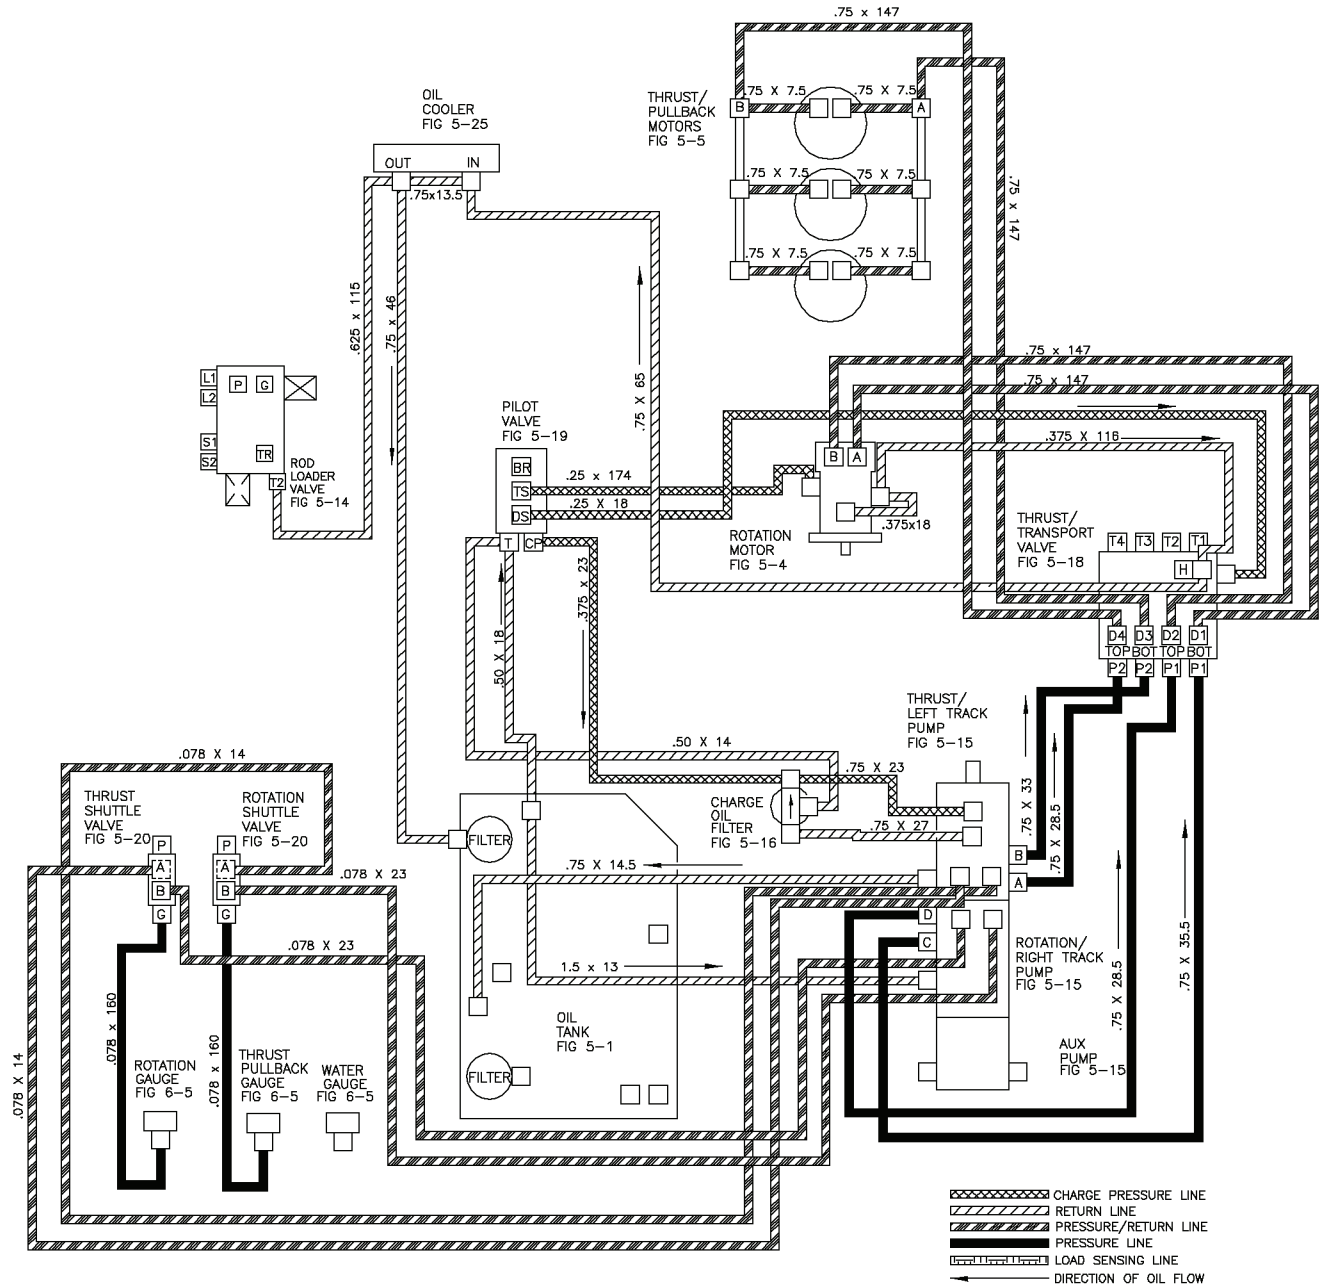 .75 x 147
OIL
COOLER
FIG 5-25
THRUST/
PULLBACK
MOTORS
FIG 5-5
B
.75 X 7.5
.75 X 7.5
A
OUT
IN
.75x13.5
.75 X 7.5
.75 X 7.5
.75 X 7.5
.75 X 7.5
.75 x 147
.625 x 115
.75 x 46
.75 X 65
.75 x 147
.75 x 147
L1
L2
P
G
S1
S2
TR
T2
ROD
LOADER
VALVE
FIG 5-14
PILOT
VALVE
FIG 5-19
BR
TS
DS
T
CP
.25 x 174
.25 X 18
B
A
.375 X 116
.375x18
ROTATION
MOTOR
FIG 5-4
THRUST/
TRANSPORT
VALVE
FIG 5-18
T4
T3
T2
T1
H
D4
D3
D2
D1
TOP
BOT
TOP
BOT
P2
P2
P1
P1
.375 X 23
.50 X 18
.50 X 14
THRUST/
LEFT TRACK
PUMP
FIG 5-15
.75 X 33
.75 X 28.5
.078 X 14
THRUST
SHUTTLE
VALVE
FIG 5-20
ROTATION
SHUTTLE
VALVE
FIG 5-20
CHARGE
OIL
FILTER
FIG 5-16
.75 X 23
.75 X 27
FILTER
P
A
B
G
P
A
B
G
.078 X 23
.75 X 14.5
B
A
D
C
.078 X 23
1.5 x 13
ROTATION/
RIGHT TRACK
PUMP
FIG 5-15
.75 X 28.5
.75 X 35.5
.078 x 160
.078 X 160
OIL
TANK
FIG 5-1
FILTER
AUX
PUMP
FIG 5-15
.078 X 14
ROTATION
GAUGE
FIG 6-5
THRUST
PULLBACK
GAUGE
FIG 6-5
WATER
GAUGE
FIG 6-5
CHARGE PRESSURE LINE
RETURN LINE
PRESSURE/RETURN LINE
PRESSURE LINE
LOAD SENSING LINE
DIRECTION OF OIL FLOW